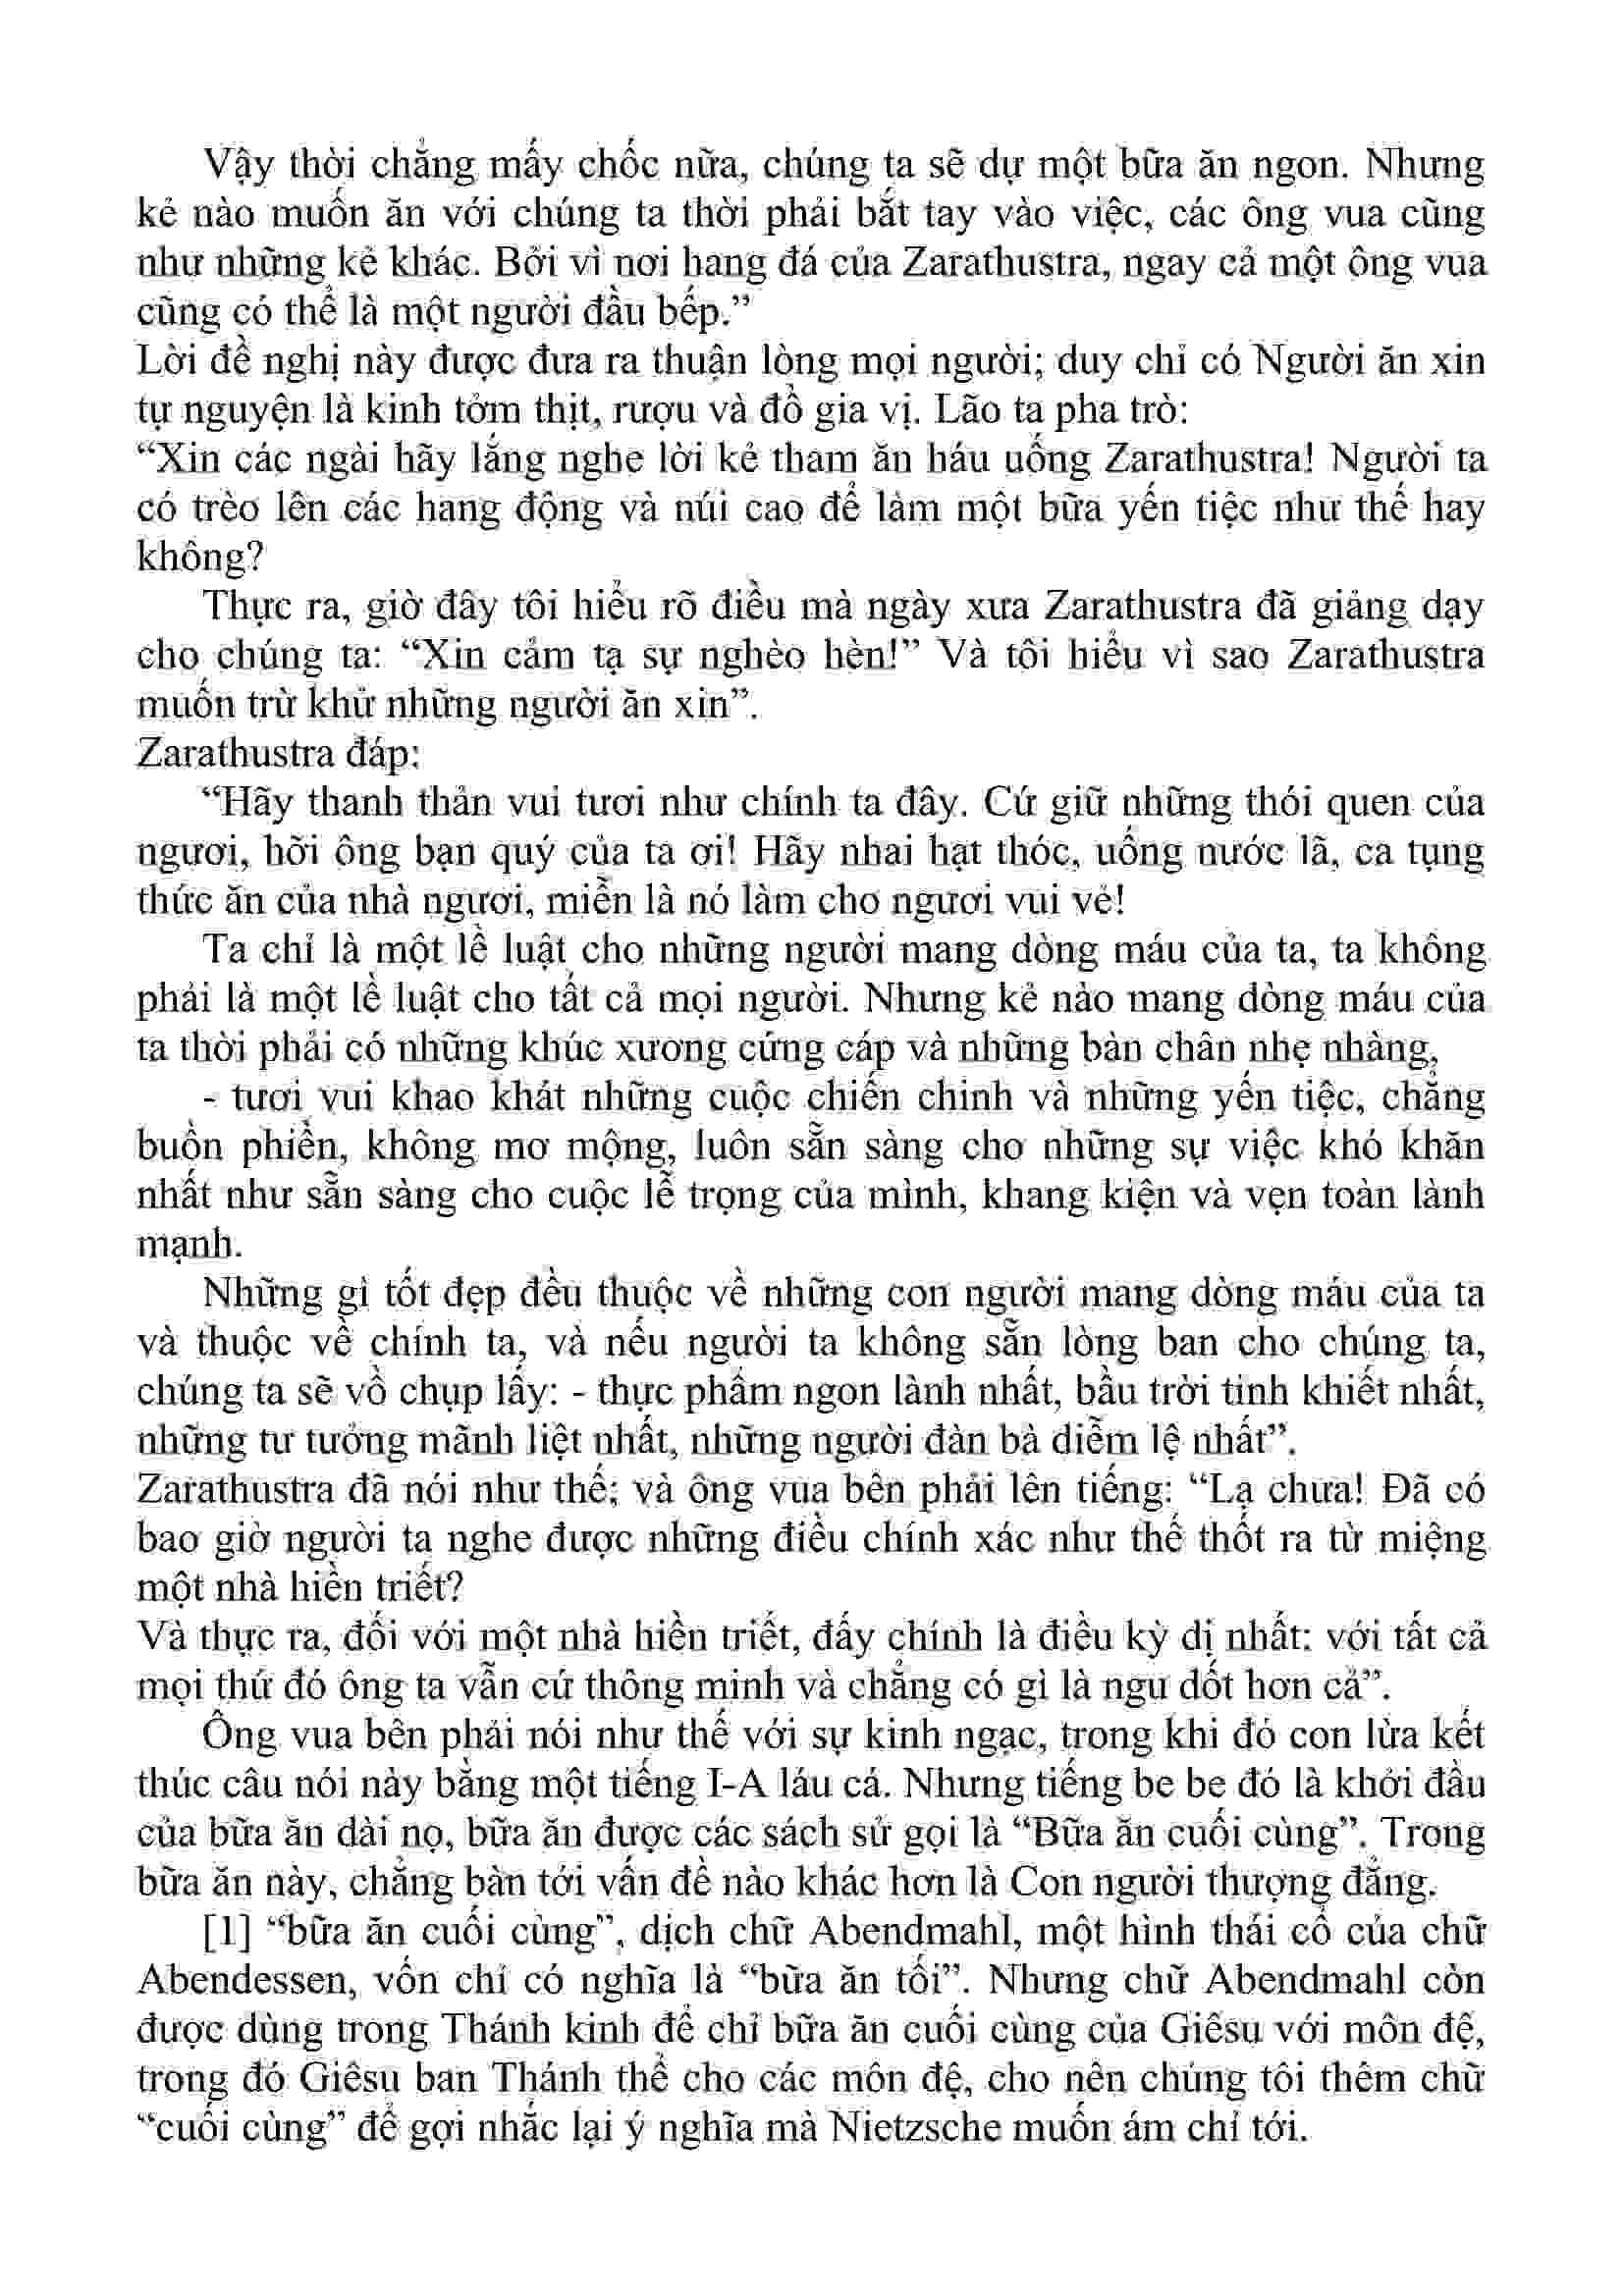 Vậy thời chẳng mấy chốc nữa, chúng ta sẽ dự một bữa ăn ngon. Nhưng
kẻ nào muốn ăn với chúng ta thời phải bắt tay vào việc, các ông vua cũng
như những kẻ khác. Bởi vì nơi hang đá của Zarathustra, ngay cả một ông vua
cũng có thể là một người đầu bếp.”
Lời đề nghị này được đưa ra thuận lòng mọi người; duy chỉ có Người ăn xin
tự nguyện là kinh tởm thịt, rượu và đồ gia vị. Lão ta pha trò:
“Xin các ngài hãy lắng nghe lời kẻ tham ăn háu uống Zarathustra! Người ta
có trèo lên các hang động và núi cao để làm một bữa yến tiệc như thế hay
không?
Thực ra, giờ đây tôi hiểu rõ điều mà ngày xưa Zarathustra đã giảng dạy
cho chúng ta: “Xin cảm tạ sự nghèo hèn!” Và tôi hiểu vì sao Zarathustra
muốn trừ khử những người ăn xin”.
Zarathustra đáp:
“Hãy thanh thản vui tươi như chính ta đây. Cứ giữ những thói quen của
ngươi, hỡi ông bạn quý của ta ơi! Hãy nhai hạt thóc, uống nước lã, ca tụng
thức ăn của nhà ngươi, miễn là nó làm cho ngươi vui vẻ!
Ta chỉ là một lề luật cho những người mang dòng máu của ta, ta không
phải là một lề luật cho tất cả mọi người. Nhưng kẻ nào mang dòng máu của
ta thời phải có những khúc xương cứng cáp và những bàn chân nhẹ nhàng,
- tươi vui khao khát những cuộc chiến chinh và những yến tiệc, chẳng
buồn phiền, không mơ mộng, luôn sẵn sàng cho những sự việc khó khăn
nhất như sẵn sàng cho cuộc lễ trọng của mình, khang kiện và vẹn toàn lành
mạnh.
Những gì tốt đẹp đều thuộc về những con người mang dòng máu của ta
và thuộc về chính ta, và nếu người ta không sẵn lòng ban cho chúng ta,
chúng ta sẽ vồ chụp lấy: - thực phẩm ngon lành nhất, bầu trời tinh khiết nhất,
những tư tưởng mãnh liệt nhất, những người đàn bà diễm lệ nhất”.
Zarathustra đã nói như thế; và ông vua bên phải lên tiếng: “Lạ chưa! Đã có
bao giờ người ta nghe được những điều chính xác như thế thốt ra từ miệng
một nhà hiền triết?
Và thực ra, đối với một nhà hiền triết, đấy chính là điều kỳ dị nhất: với tất cả
mọi thứ đó ông ta vẫn cứ thông minh và chẳng có gì là ngu dốt hơn cả”.
Ông vua bên phải nói như thế với sự kinh ngạc, trong khi đó con lừa kết
thúc câu nói này bằng một tiếng I-A láu cá. Nhưng tiếng be be đó là khởi đầu
của bữa ăn dài nọ, bữa ăn được các sách sử gọi là “Bữa ăn cuối cùng”. Trong
bữa ăn này, chẳng bàn tới vấn đề nào khác hơn là Con người thượng đẳng.
[1] “bữa ăn cuối cùng”, dịch chữ Abendmahl, một hình thái cổ của chữ
Abendessen, vốn chỉ có nghĩa là “bữa ăn tối”. Nhưng chữ Abendmahl còn
được dùng trong Thánh kinh để chỉ bữa ăn cuối cùng của Giêsu với môn đệ,
trong đó Giêsu ban Thánh thể cho các môn đệ, cho nên chúng tôi thêm chữ
“cuối cùng” để gợi nhắc lại ý nghĩa mà Nietzsche muốn ám chỉ tới.